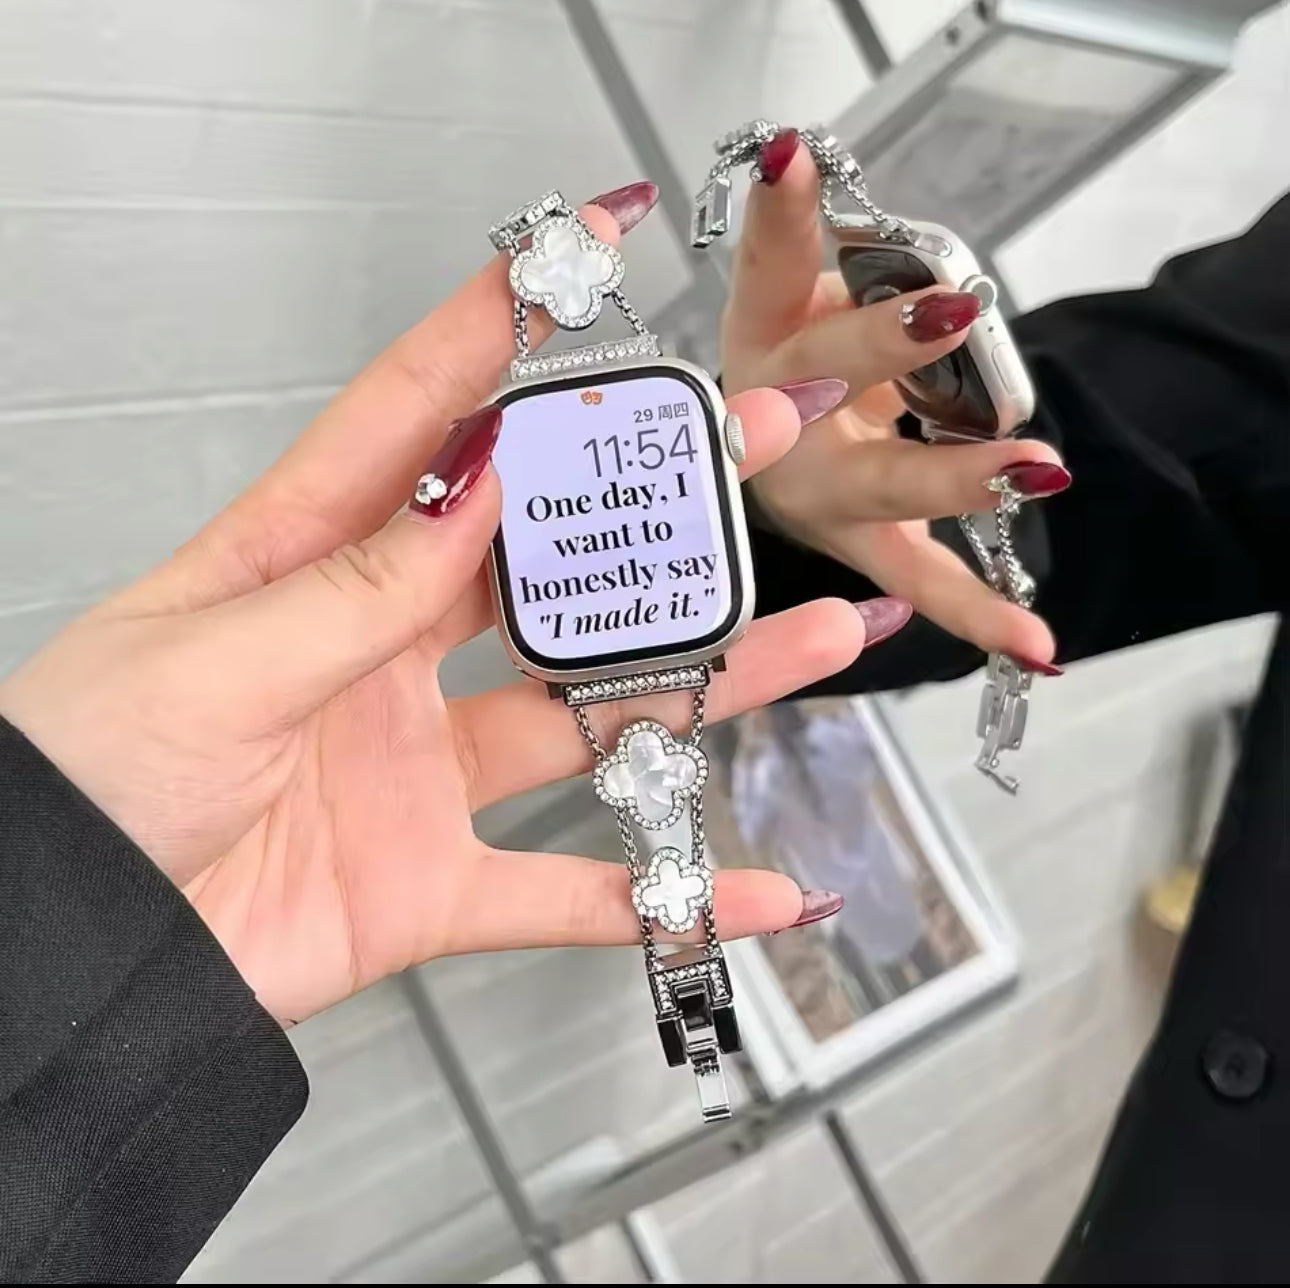 29 周四
11:54
One day, I
want to
honestly say
"I made it."